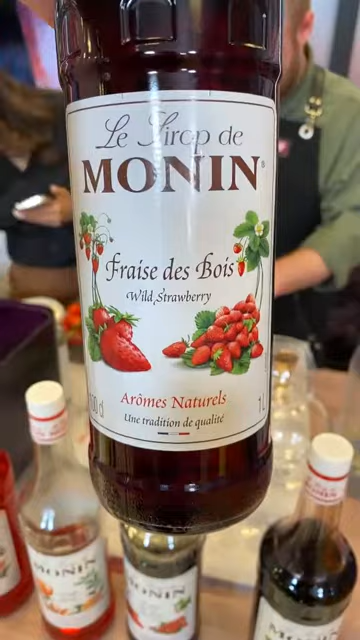 Le Sirop de
MONIN®
Fraise des Bois
Wild Strawberry
Arômes Naturels
1L
Une tradition de qualité
MONIN
MONIN